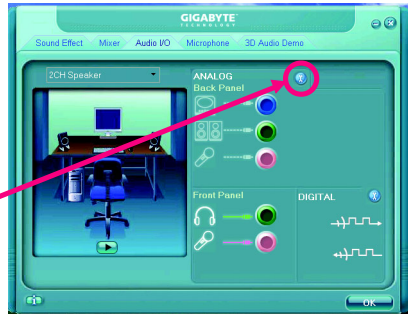 GIGABYTE
TECHNOLOGY
Sound Effect Mixer Audio I/O Microphone 3D Audio Demo
2CH Speaker
ANALOG
Back Panel
Front Panel
DIGITAL
OK